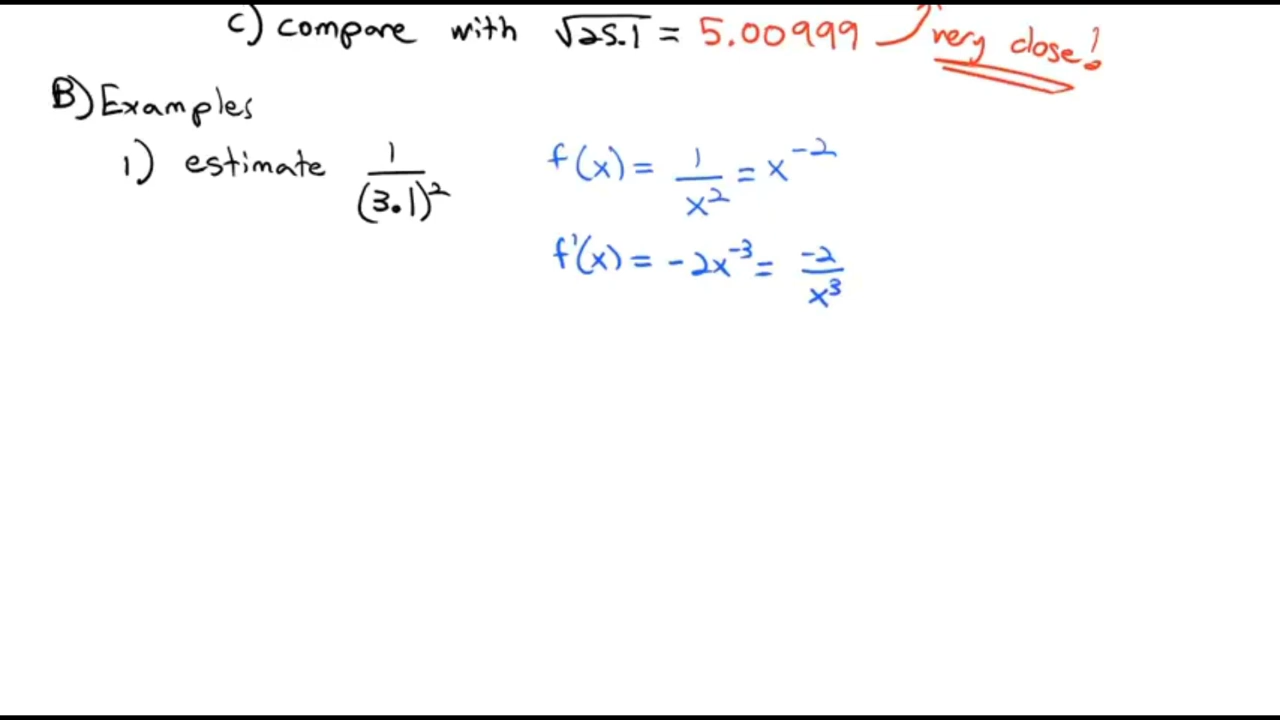 c) compare with √25.1 = 5.00999 very close!
B) Examples
1) estimate 1/(3.1)² f(x) = 1/x² = x⁻²
f'(x) = -2x⁻³ = -2/x³